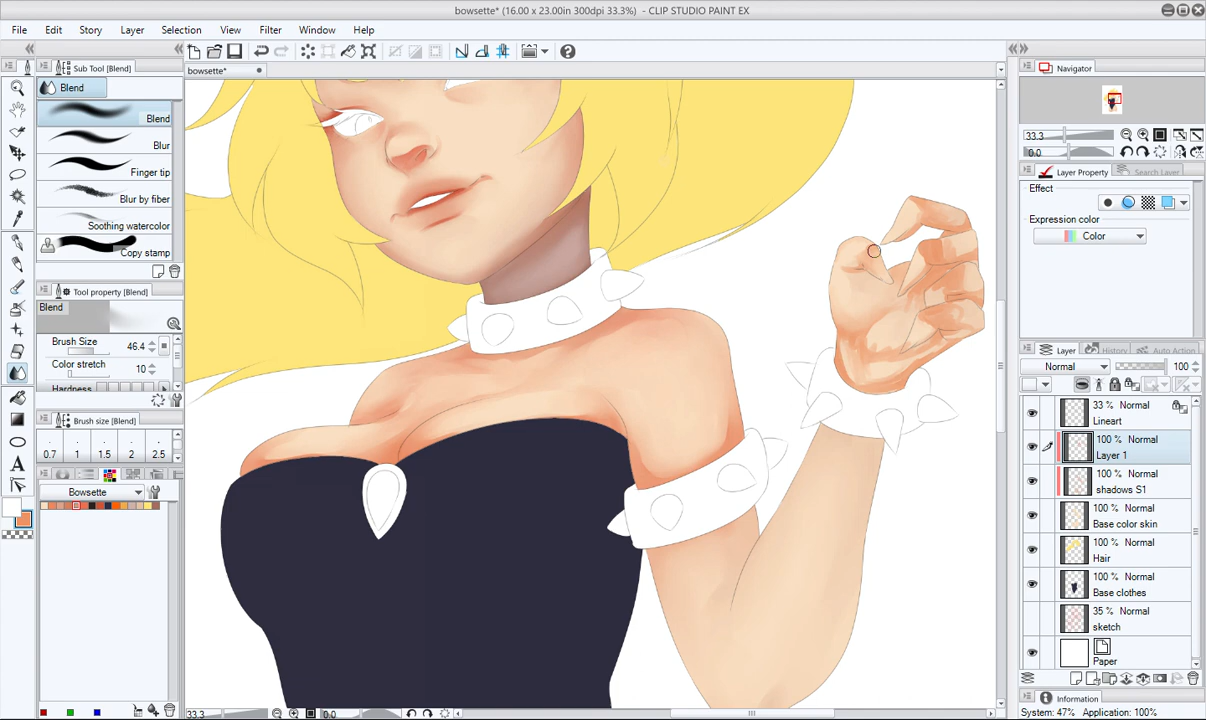 bowsette* (16.00 x 23.00in 300dpi 33.3%) - CLIP STUDIO PAINT EX
File Edit Story Layer Selection View Filter Window Help
Sub Tool [Blend]
Blend
Blend
Blur
Finger tip
Blur by fiber
Soothing watercolor
Copy stamp
Tool property [Blend]
Blend
Brush Size 46.4
Color stretch 10
Hardness
Brush size [Blend]
0.7 1 1.5 2 2.5
Bowsette
bowsette*
33.3 0.0
Navigator
33.3
0.0
Layer Property Search Layer
Effect
Expression color
Color
Layer History Auto Action
Normal 100
33 % Normal
Lineart
100 % Normal
Layer 1
100 % Normal
shadows S1
100 % Normal
Base color skin
100 % Normal
Hair
100 % Normal
Base clothes
35 % Normal
sketch
Paper
Information
System: 47% Application: 100%